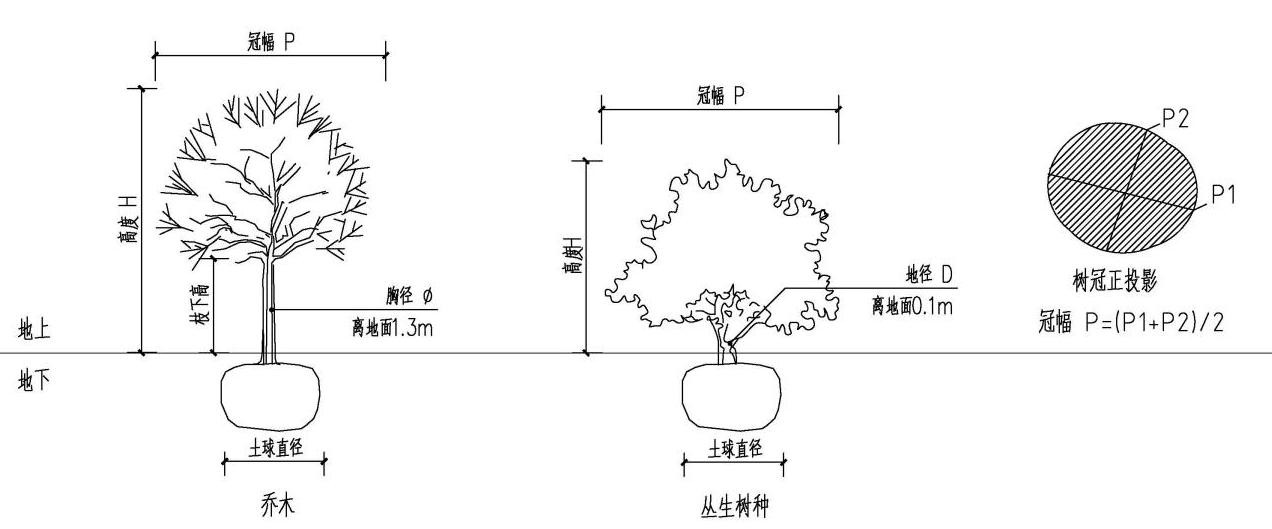 冠幅 P
高度 H
枝下高
胸径 ø
离地面1.3m
地上
地下
土球直径
乔木
冠幅 P
高度H
地径 D
离地面0.1m
土球直径
丛生树种
P2
P1
树冠正投影
冠幅 P=(P1+P2)/2